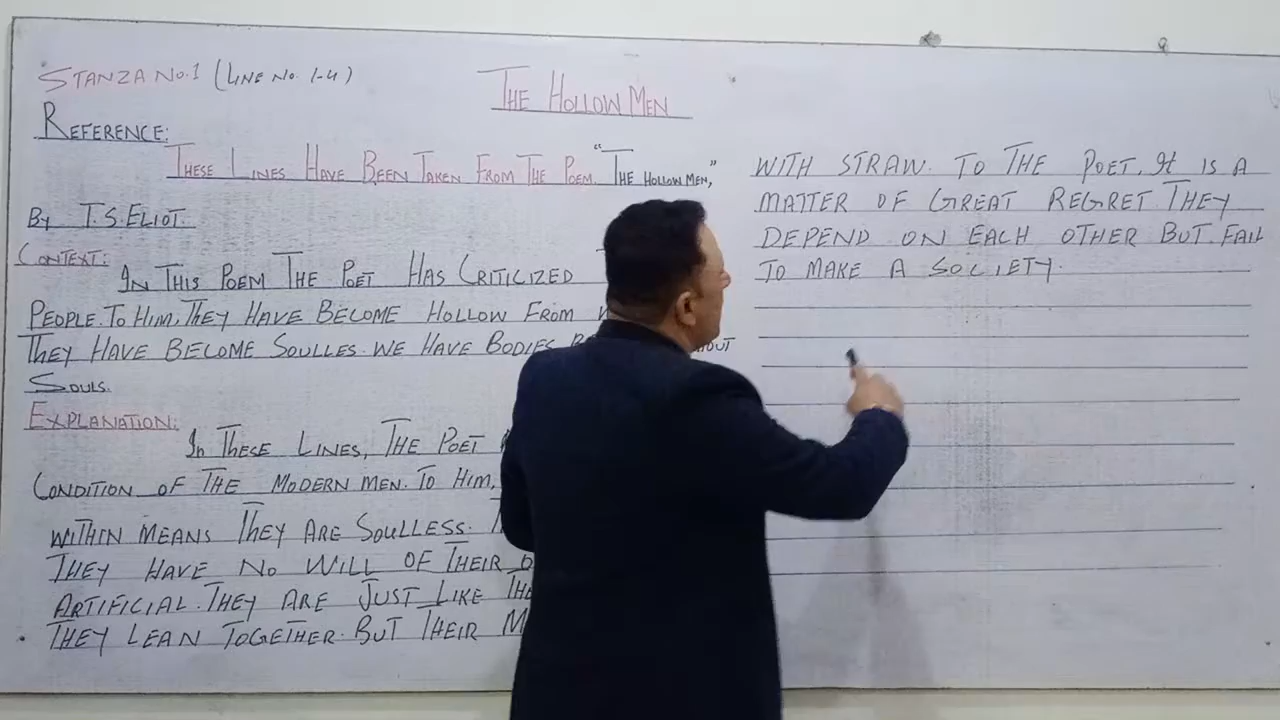 STANZA NO.1 (LINE NO. 1-4)
THE HOLLOW MEN
REFERENCE:
THESE LINES HAVE BEEN TAKEN FROM THE POEM. "THE HOLLOW MEN,"
BY T.S. ELIOT.
CONTEXT:
IN THIS POEM THE POET HAS CRITICIZED
PEOPLE. TO HIM, THEY HAVE BECOME HOLLOW FROM
THEY HAVE BECOME SOULLES. WE HAVE BODIES
SOULS.
EXPLANATION:
IN THESE LINES, THE POET
CONDITION OF THE MODERN MEN. TO HIM,
WITHIN MEANS THEY ARE SOULLESS.
THEY HAVE NO WILL OF THEIR
ARTIFICIAL. THEY ARE JUST LIKE
THEY LEAN TOGETHER. BUT THEIR
WITH STRAW. TO THE POET, It IS A
MATTER OF GREAT REGRET. THEY
DEPEND ON EACH OTHER BUT FAIL
TO MAKE A SOCIETY.